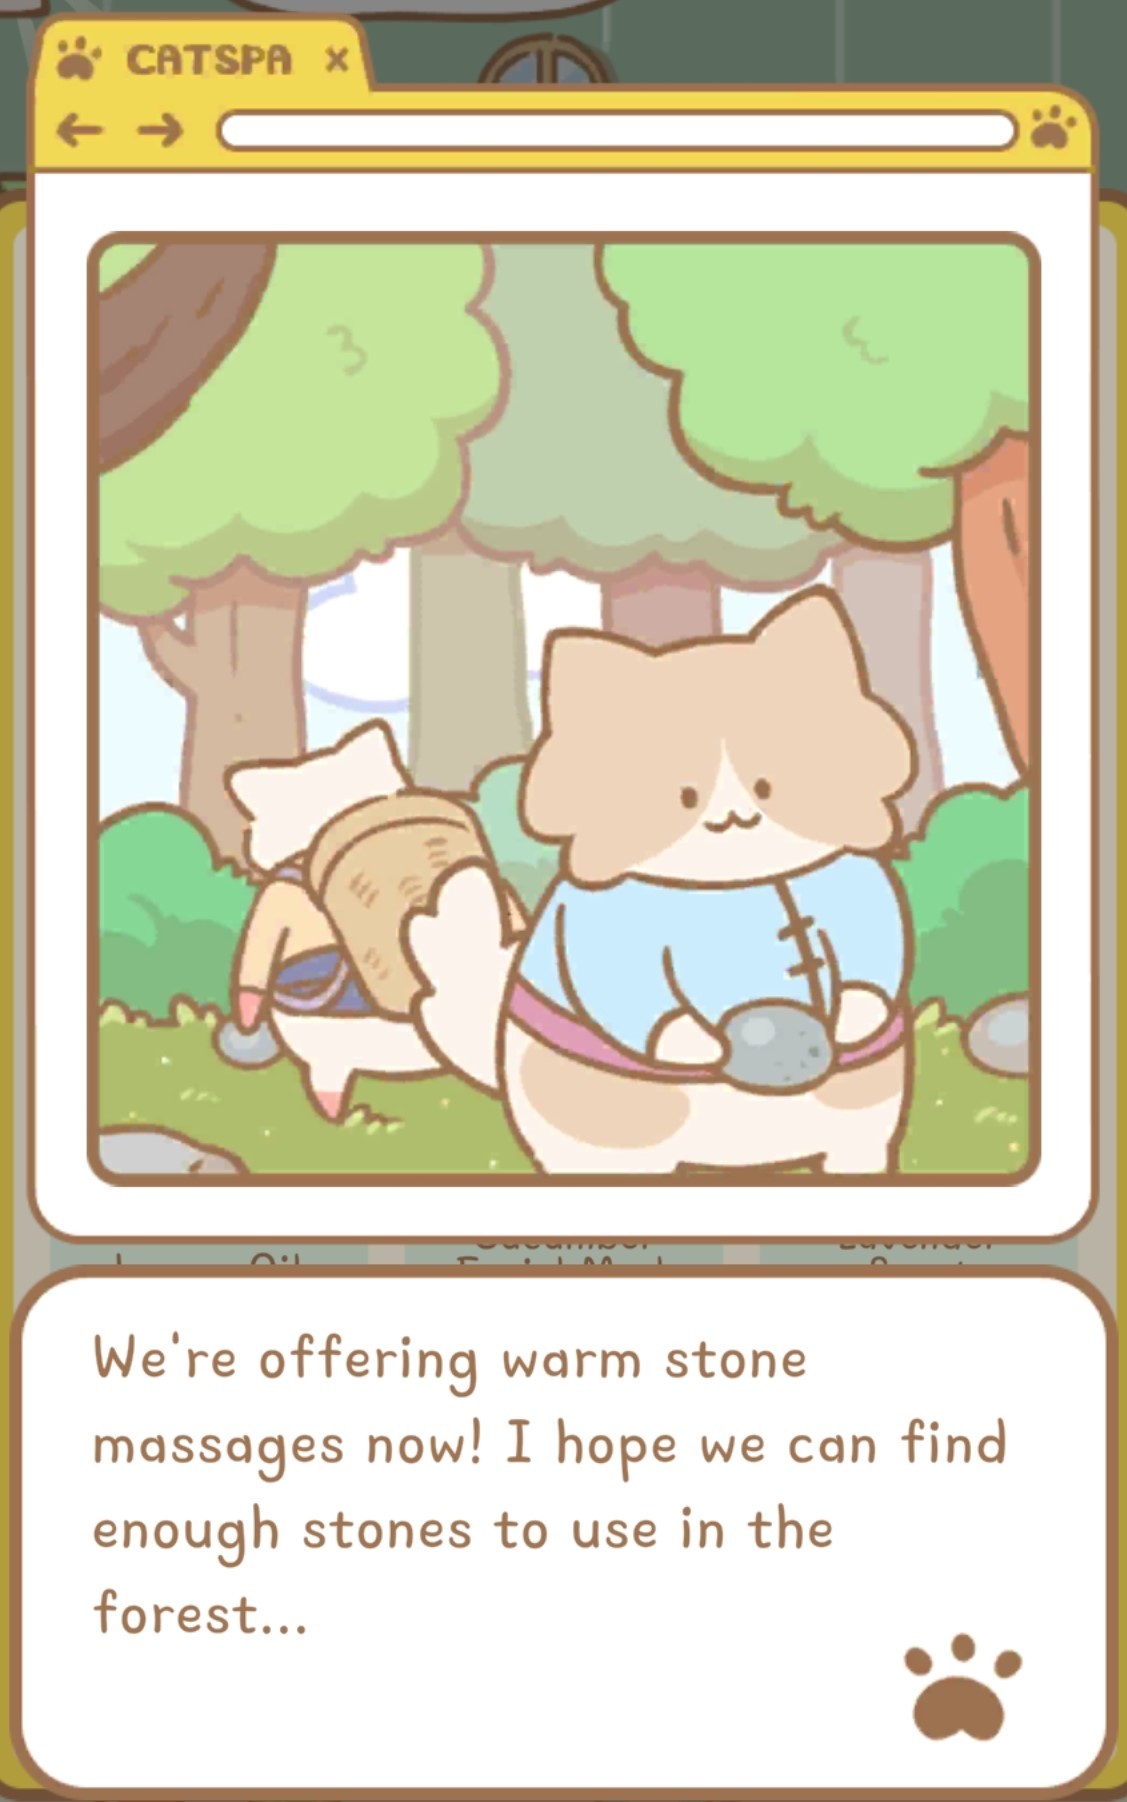 CATSPA
We're offering warm stone
massages now! I hope we can find
enough stones to use in the
forest...